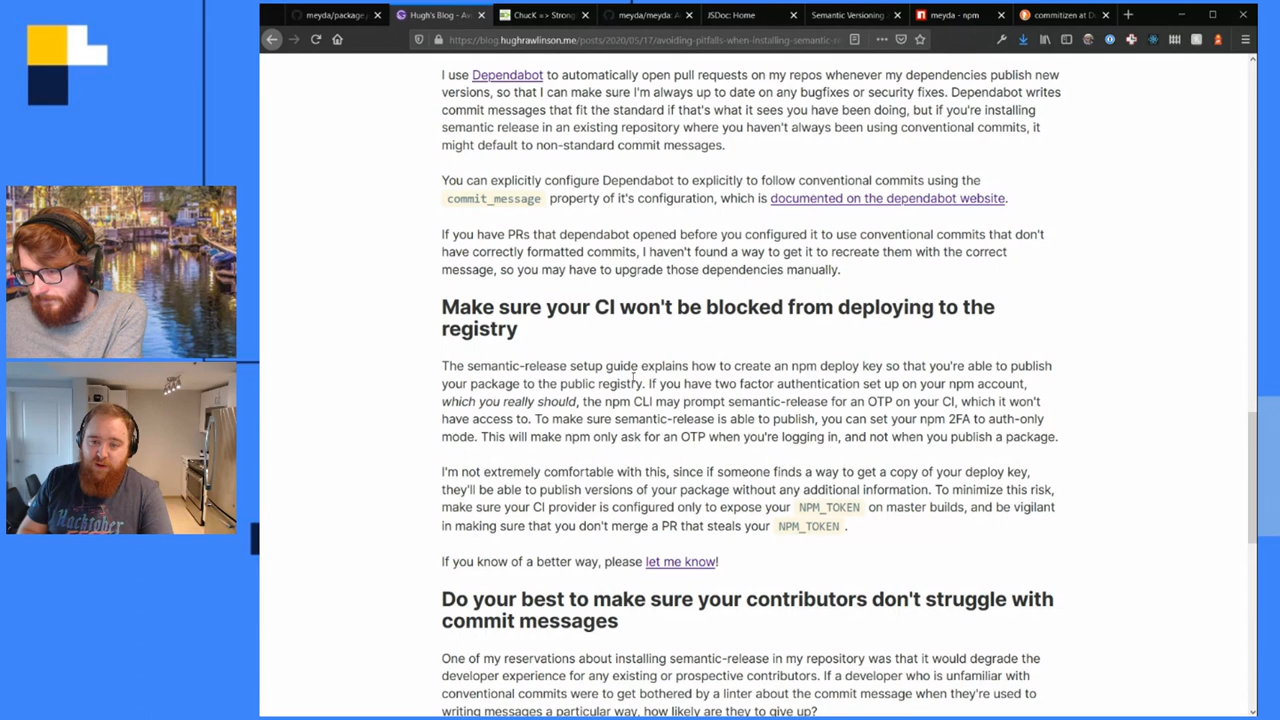 meyda/package.
Hugh's Blog - Av
ChucK => Strong
meyda/meyda: A
JSDoc: Home
Semantic Versioning
meyda - npm
commitizen at D
https://blog.hughrawlinson.me/posts/2020/05/17/avoiding-pitfalls-when-installing-semantic-r
I use Dependabot to automatically open pull requests on my repos whenever my dependencies publish new
versions, so that I can make sure I'm always up to date on any bugfixes or security fixes. Dependabot writes
commit messages that fit the standard if that's what it sees you have been doing, but if you're installing
semantic release in an existing repository where you haven't always been using conventional commits, it
might default to non-standard commit messages.
You can explicitly configure Dependabot to explicitly to follow conventional commits using the
commit_message property of it's configuration, which is documented on the dependabot website.
If you have PRs that dependabot opened before you configured it to use conventional commits that don't
have correctly formatted commits, I haven't found a way to get it to recreate them with the correct
message, so you may have to upgrade those dependencies manually.
Make sure your CI won't be blocked from deploying to the
registry
The semantic-release setup guide explains how to create an npm deploy key so that you're able to publish
your package to the public registry. If you have two factor authentication set up on your npm account,
which you really should, the npm CLI may prompt semantic-release for an OTP on your CI, which it won't
have access to. To make sure semantic-release is able to publish, you can set your npm 2FA to auth-only
mode. This will make npm only ask for an OTP when you're logging in, and not when you publish a package.
I'm not extremely comfortable with this, since if someone finds a way to get a copy of your deploy key,
they'll be able to publish versions of your package without any additional information. To minimize this risk,
make sure your CI provider is configured only to expose your NPM_TOKEN on master builds, and be vigilant
in making sure that you don't merge a PR that steals your NPM_TOKEN.
If you know of a better way, please let me know!
Do your best to make sure your contributors don't struggle with
commit messages
One of my reservations about installing semantic-release in my repository was that it would degrade the
developer experience for any existing or prospective contributors. If a developer who is unfamiliar with
conventional commits were to get bothered by a linter about the commit message when they're used to
writing messages a particular way, how likely are they to give up?
Hacktober